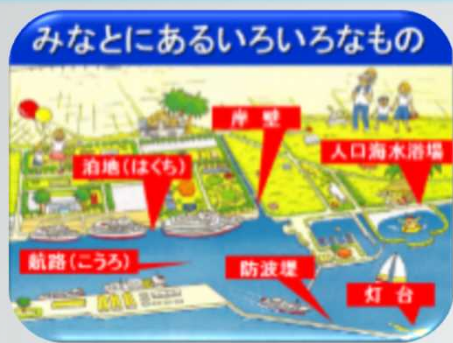 みなとにあるいろいろなもの
岸壁
泊地(はくち)
人口海水浴場
航路(こうろ)
防波堤
灯台